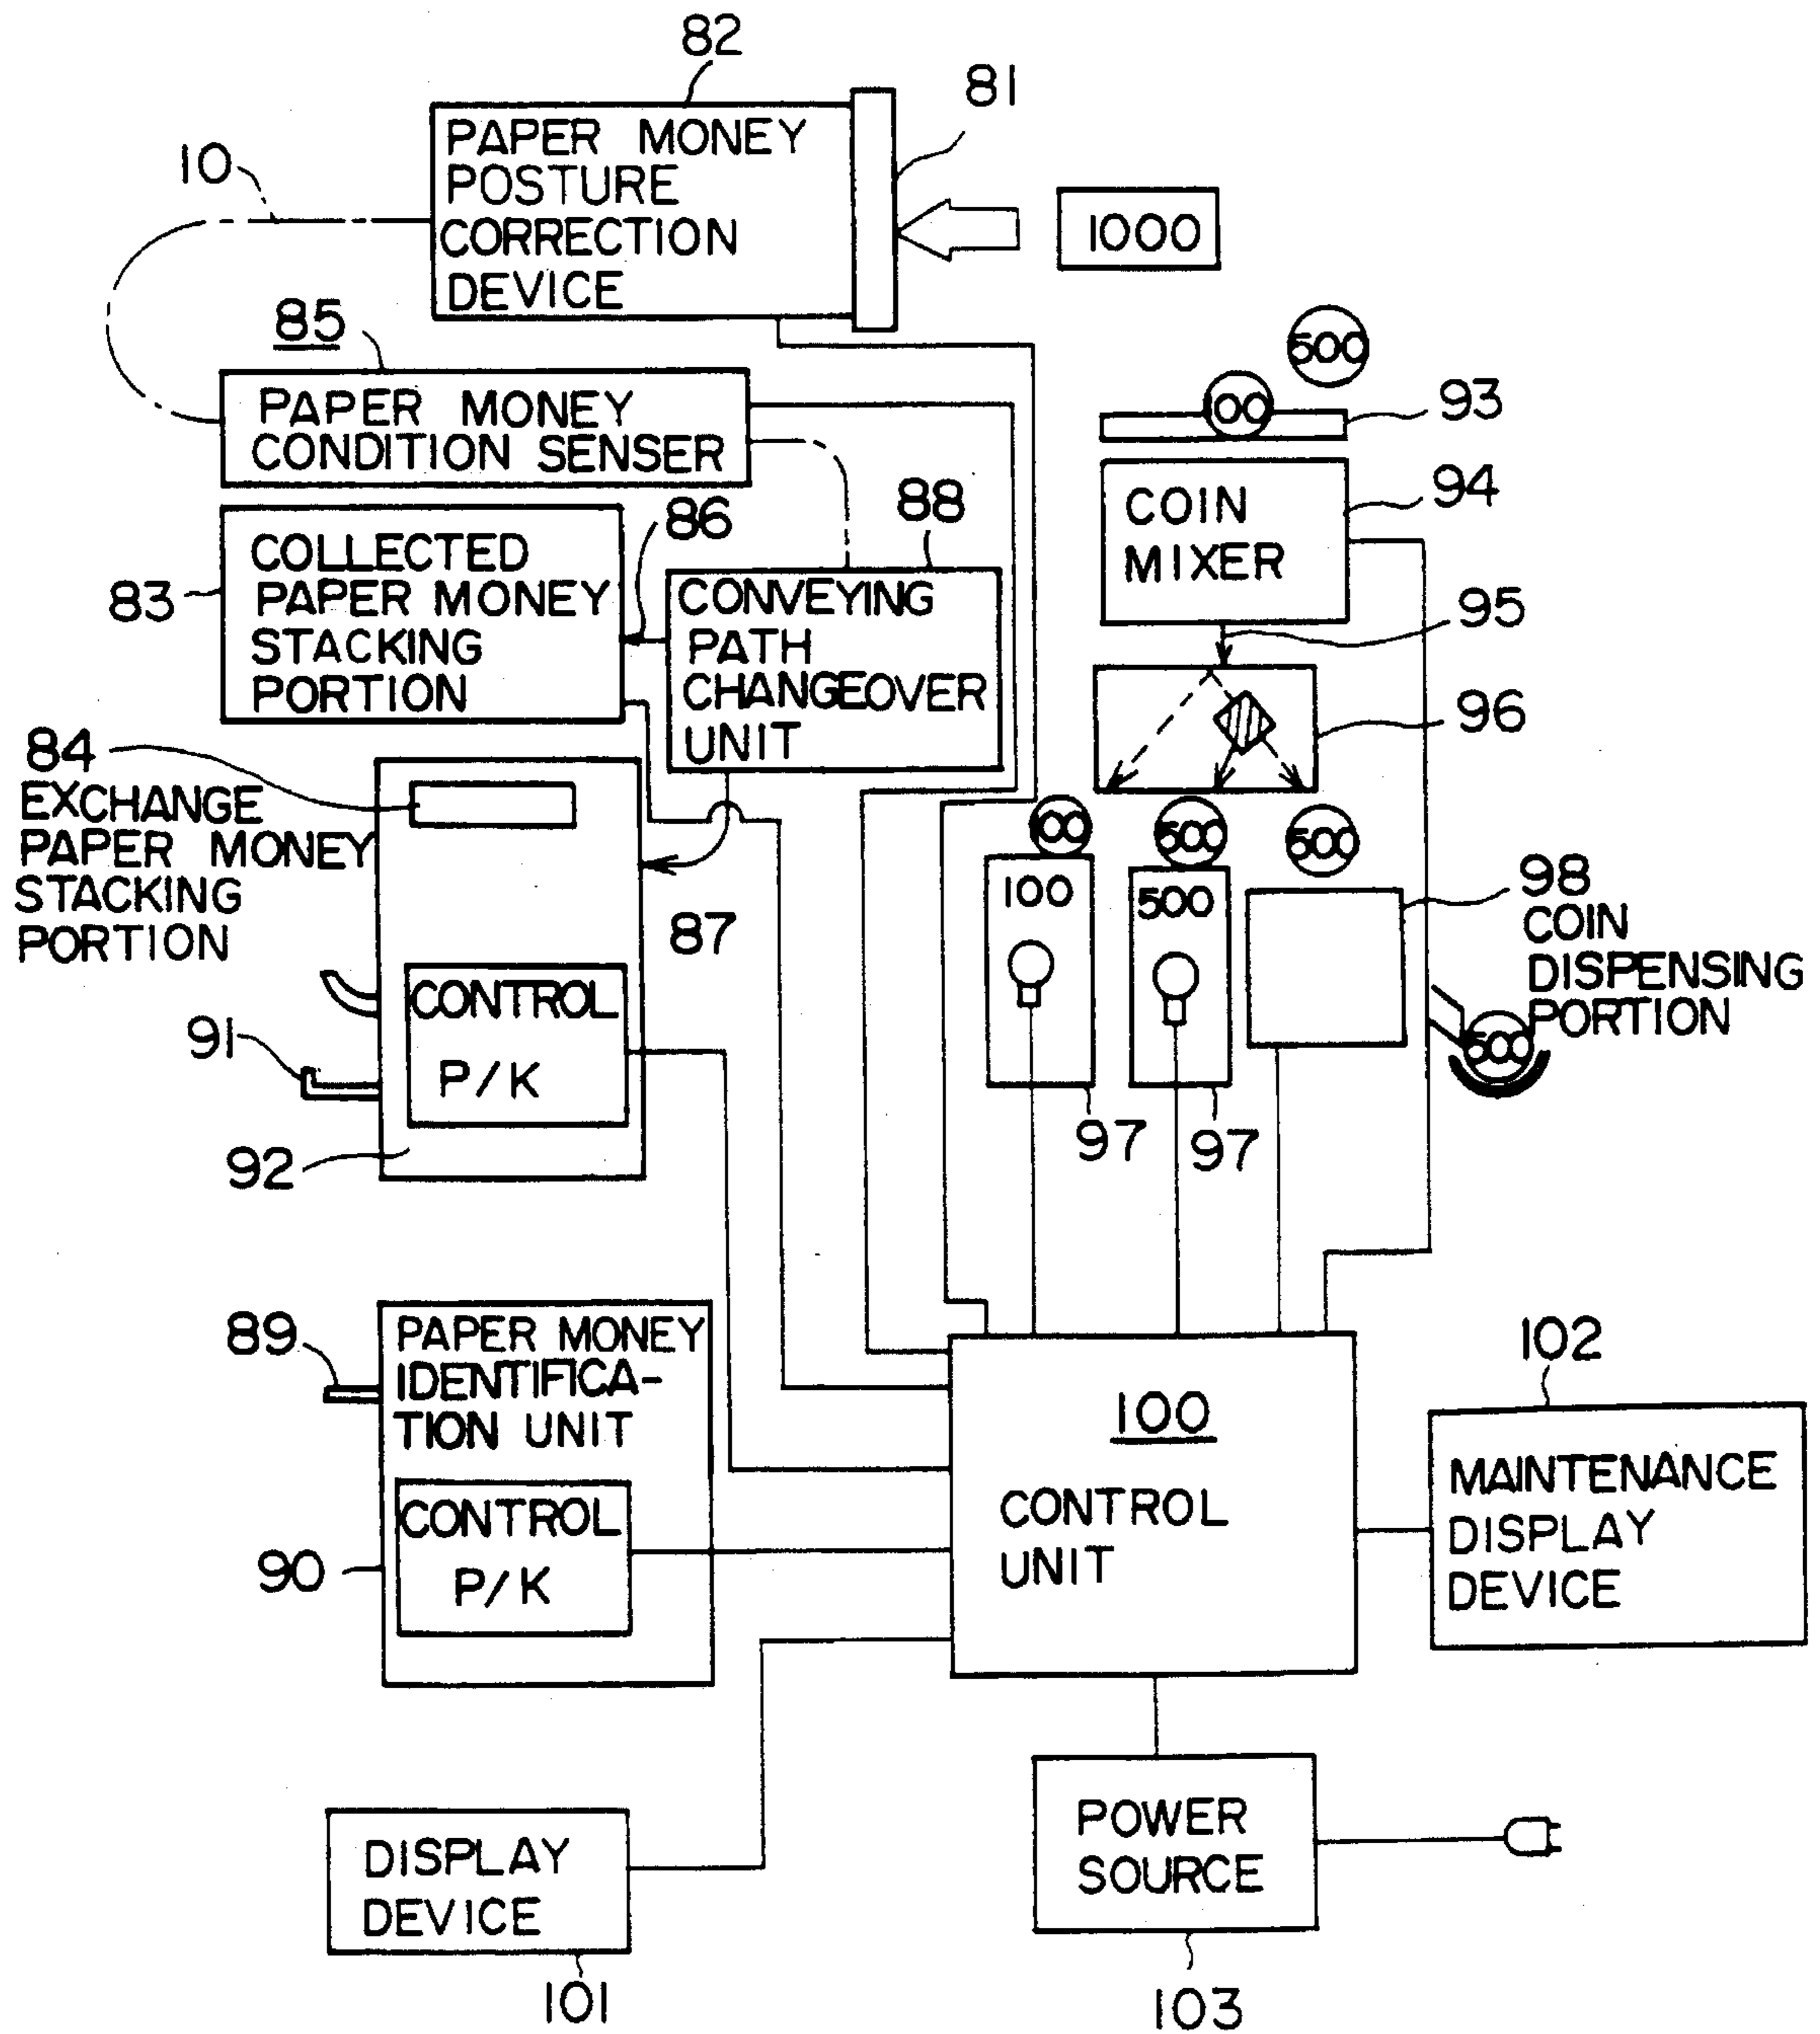 82
81
10
PAPER MONEY
POSTURE
CORRECTION
DEVICE
1000
85
500
PAPER MONEY
CONDITION SENSER
00
93
COLLECTED
PAPER MONEY
STACKING
PORTION
83
86
88
CONVEYING
PATH
CHANGEOVER
UNIT
COIN
MIXER
94
95
96
84
EXCHANGE
PAPER MONEY
STACKING
PORTION
87
CONTROL
P/K
91
92
100
500
500
100
500
98
COIN
DISPENSING
PORTION
500
97
97
89
PAPER MONEY
IDENTIFICA-
TION UNIT
CONTROL
P/K
90
100
CONTROL
UNIT
102
MAINTENANCE
DISPLAY
DEVICE
DISPLAY
DEVICE
101
POWER
SOURCE
103